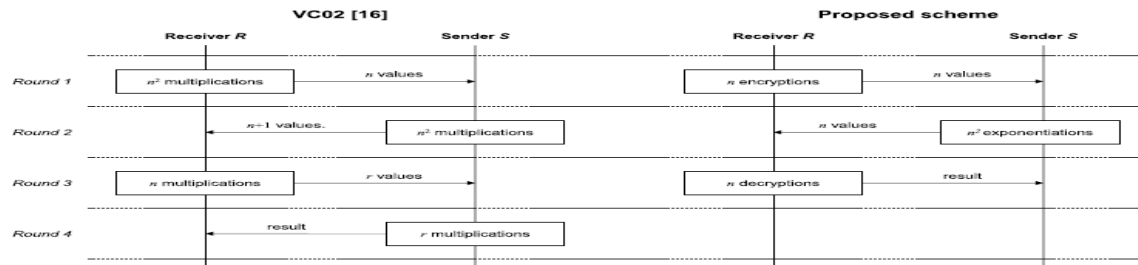 VC02 [16] Proposed scheme
Receiver R Sender S Receiver R Sender S
Round 1 n² multiplications n values n encryptions n values
Round 2 n+1 values. n² multiplications n values n² exponentiations
Round 3 n multiplications r values n decryptions result
Round 4 result r multiplications